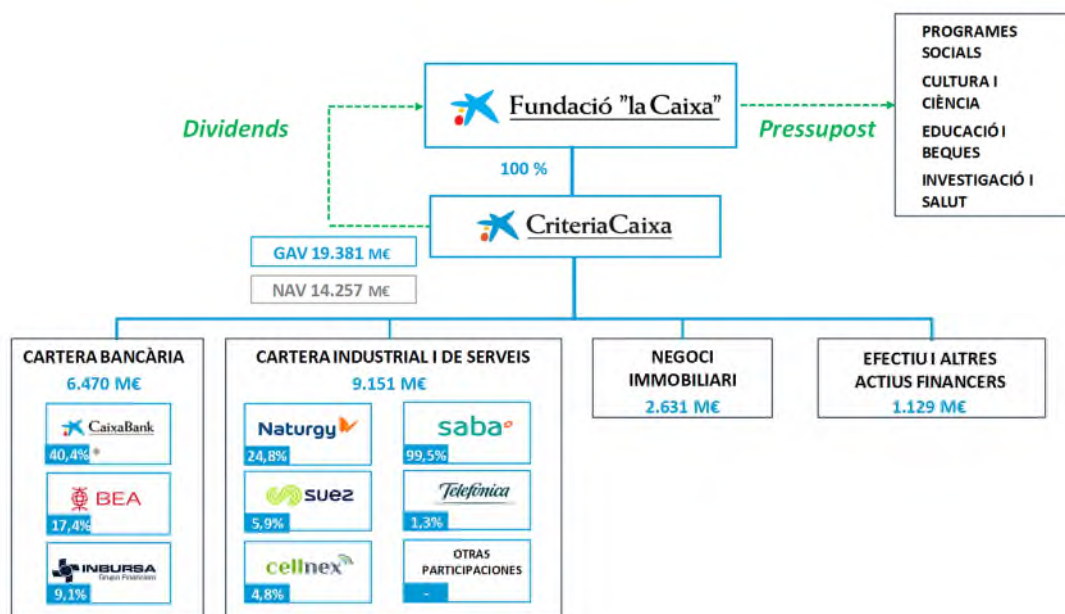 PROGRAMES
SOCIALS
CULTURA I
CIÈNCIA
EDUCACIÓ I
BEQUES
INVESTIGACIÓ I
SALUT
Fundació "la Caixa"
Dividends
Pressupost
100 %
CriteriaCaixa
GAV 19.381 M€
NAV 14.257 M€
CARTERA BANCÀRIA
6.470 M€
CaixaBank
40,4% *
BEA
17,4%
INBURSA
Grupo Financiero
9,1%
CARTERA INDUSTRIAL I DE SERVEIS
9.151 M€
Naturgy
24,8%
saba
99,5%
suez
5,9%
Telefónica
1,3%
cellnex
4,8%
OTRAS
PARTICIPACIONES
-
NEGOCI
IMMOBILIARI
2.631 M€
EFECTIU I ALTRES
ACTIUS FINANCERS
1.129 M€